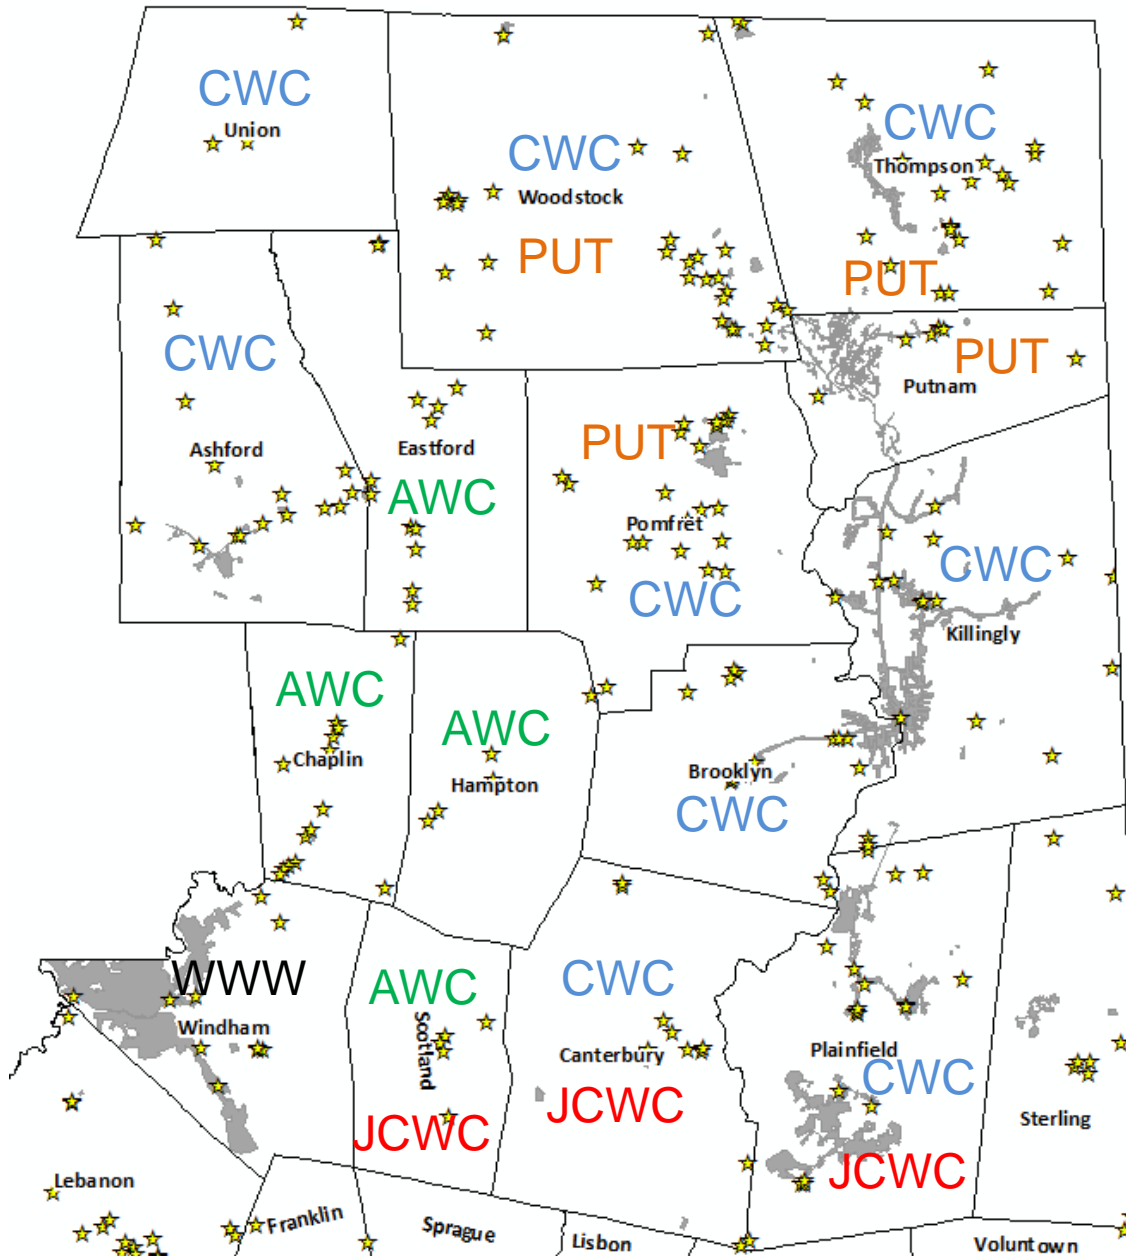 CWC
Union
CWC
Woodstock
PUT
CWC
Thompson
PUT
PUT
Putnam
CWC
Ashford
Eastford
AWC
PUT
Pomfret
CWC
CWC
Killingly
AWC
Chaplin
AWC
Hampton
Brooklyn
CWC
WWW
Windham
AWC
Scotland
JCWC
CWC
Canterbury
JCWC
Plainfield
CWC
JCWC
Sterling
Lebanon
Franklin
Sprague
Lisbon
Voluntown